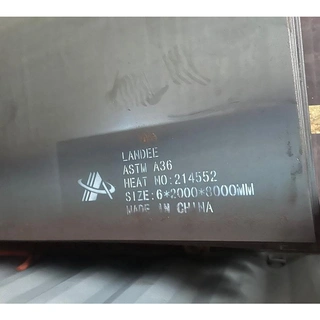 LANDEE
ASTM A36
HEAT NO:214552
SIZE:6*2000*8000MM
MADE IN CHINA